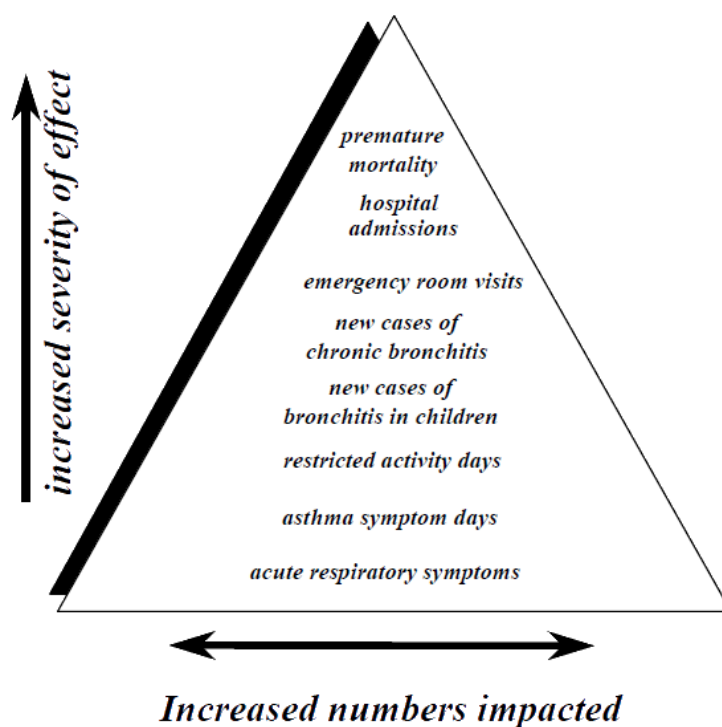 increased severity of effect
premature
mortality
hospital
admissions
emergency room visits
new cases of
chronic bronchitis
new cases of
bronchitis in children
restricted activity days
asthma symptom days
acute respiratory symptoms
Increased numbers impacted